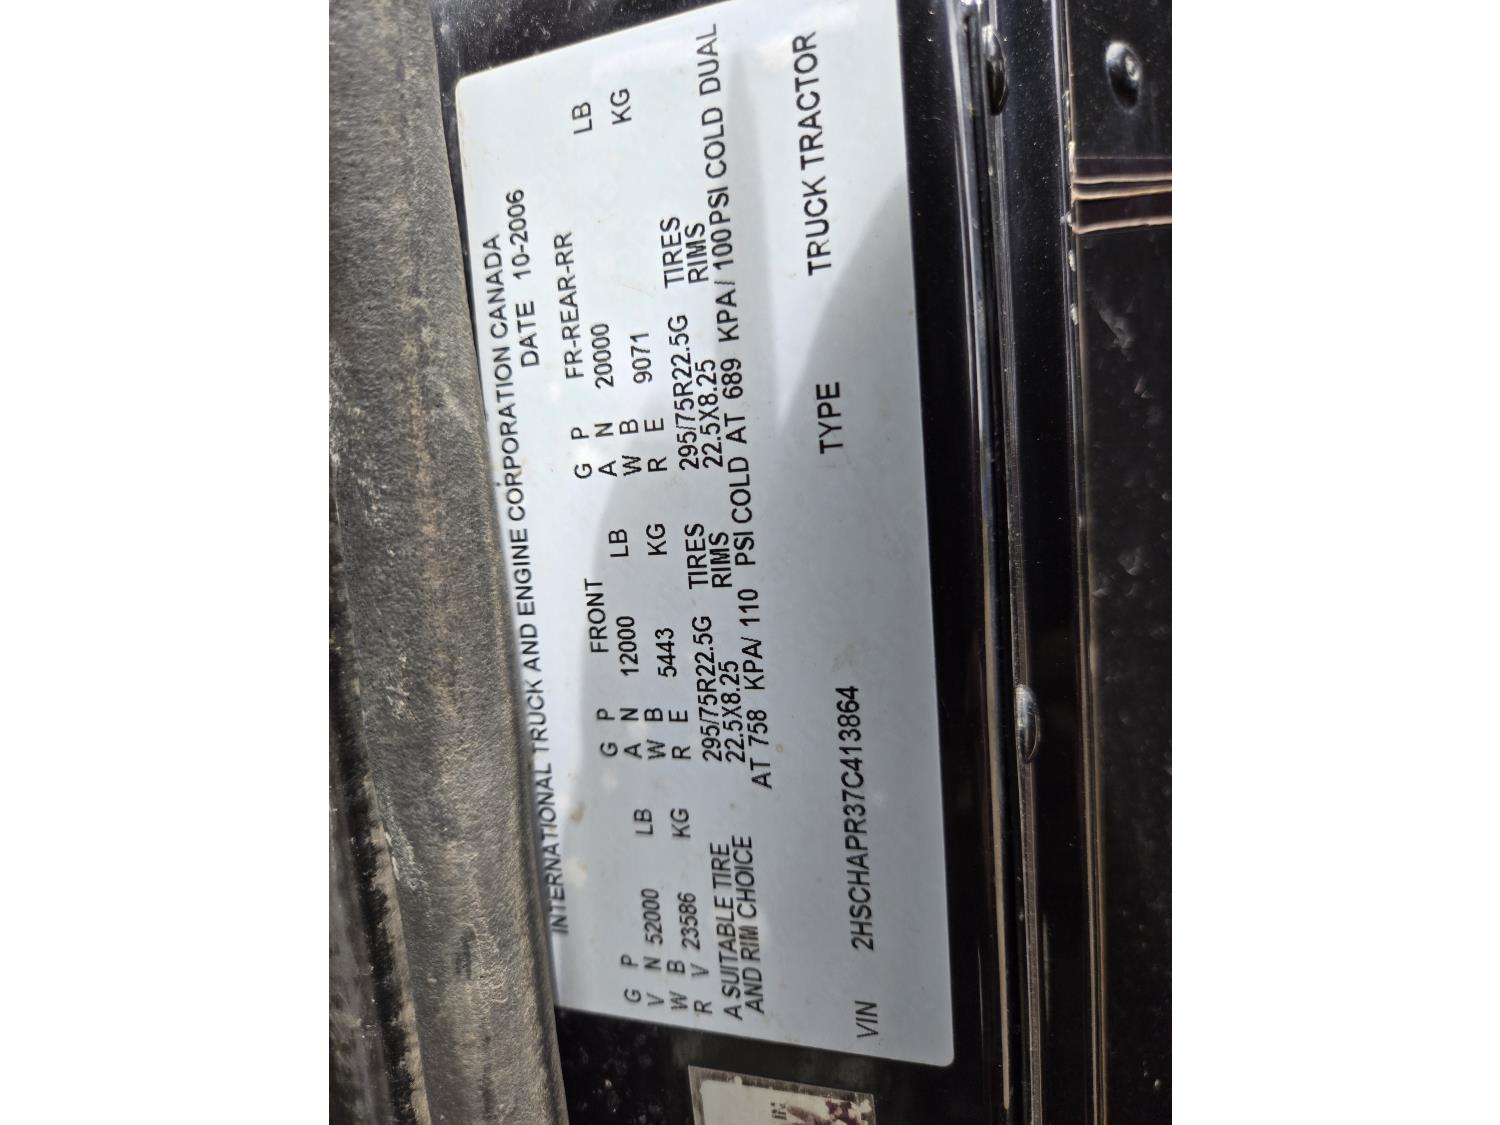 INTERNATIONAL TRUCK AND ENGINE CORPORATION CANADA
DATE 10-2006
G P FRONT G P FR-REAR-RR
V N 52000 LB A N 12000 LB A N 20000 LB
W B W B 5443 KG W B 9071 KG
R V 23586 KG R E R E
A SUITABLE TIRE 295/75R22.5G TIRES 295/75R22.5G TIRES
AND RIM CHOICE 22.5X8.25 RIMS 22.5X8.25 RIMS
AT 758 KPA/ 110 PSI COLD AT 689 KPA/ 100PSI COLD DUAL
VIN 2HSCHAPR37C413864 TYPE TRUCK TRACTOR